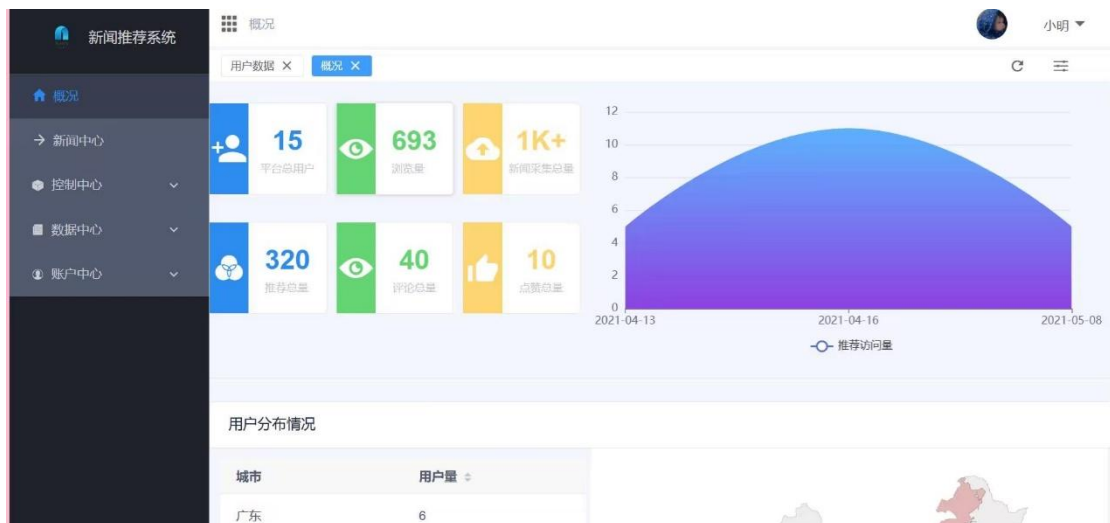 新闻推荐系统
概况
小明
用户数据
概况
概况
新闻中心
控制中心
数据中心
账户中心
15
平台总用户
693
浏览量
1K+
新闻采集总量
320
推荐总量
40
评论总量
10
点赞总量
12
10
8
6
4
2
0
2021-04-13
2021-04-16
2021-05-08
推荐访问量
用户分布情况
城市 用户量
广东 6